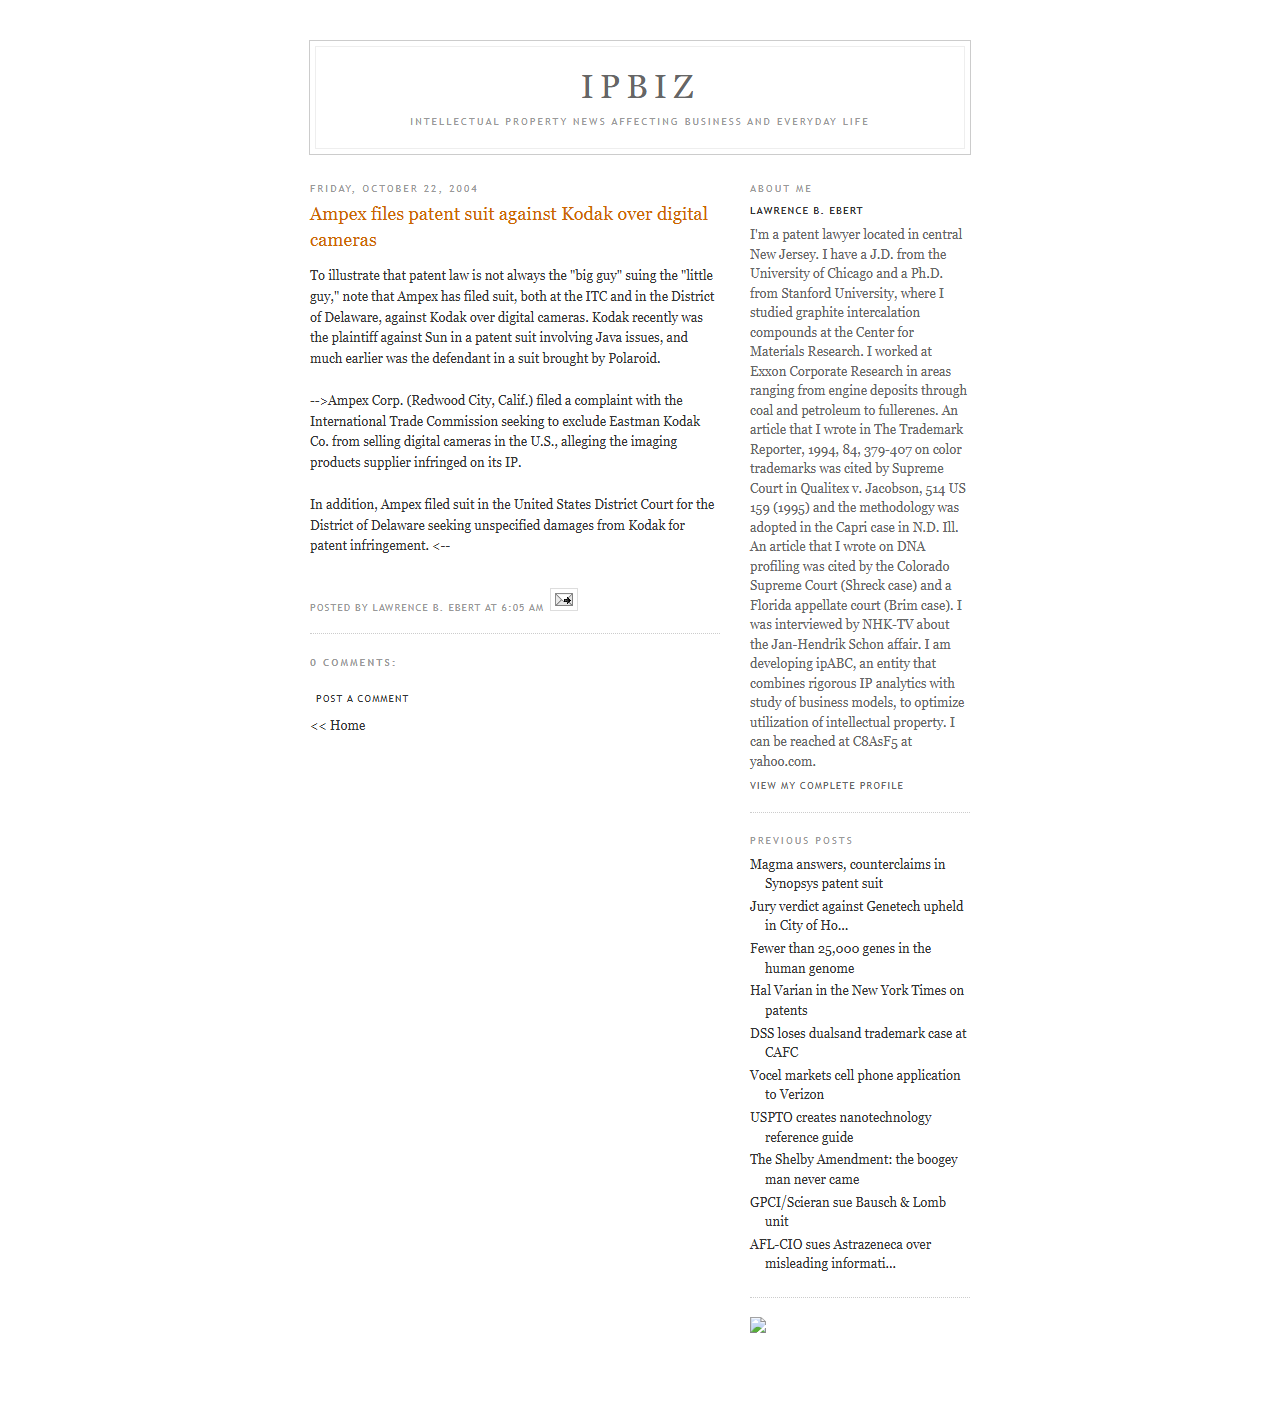 IPBIZ
INTELLECTUAL PROPERTY NEWS AFFECTING BUSINESS AND EVERYDAY LIFE
FRIDAY, OCTOBER 22, 2004
Ampex files patent suit against Kodak over digital
cameras
To illustrate that patent law is not always the "big guy" suing the "little
guy," note that Ampex has filed suit, both at the ITC and in the District
of Delaware, against Kodak over digital cameras. Kodak recently was
the plaintiff against Sun in a patent suit involving Java issues, and
much earlier was the defendant in a suit brought by Polaroid.
-->Ampex Corp. (Redwood City, Calif.) filed a complaint with the
International Trade Commission seeking to exclude Eastman Kodak
Co. from selling digital cameras in the U.S., alleging the imaging
products supplier infringed on its IP.
In addition, Ampex filed suit in the United States District Court for the
District of Delaware seeking unspecified damages from Kodak for
patent infringement. <--
POSTED BY LAWRENCE B. EBERT AT 6:05 AM
0 COMMENTS:
POST A COMMENT
<< Home
ABOUT ME
LAWRENCE B. EBERT
I'm a patent lawyer located in central
New Jersey. I have a J.D. from the
University of Chicago and a Ph.D.
from Stanford University, where I
studied graphite intercalation
compounds at the Center for
Materials Research. I worked at
Exxon Corporate Research in areas
ranging from engine deposits through
coal and petroleum to fullerenes. An
article that I wrote in The Trademark
Reporter, 1994, 84, 379-407 on color
trademarks was cited by Supreme
Court in Qualitex v. Jacobson, 514 US
159 (1995) and the methodology was
adopted in the Capri case in N.D. Ill.
An article that I wrote on DNA
profiling was cited by the Colorado
Supreme Court (Shreck case) and a
Florida appellate court (Brim case). I
was interviewed by NHK-TV about
the Jan-Hendrik Schon affair. I am
developing ipABC, an entity that
combines rigorous IP analytics with
study of business models, to optimize
utilization of intellectual property. I
can be reached at C8AsF5 at
yahoo.com.
VIEW MY COMPLETE PROFILE
PREVIOUS POSTS
Magma answers, counterclaims in
Synopsys patent suit
Jury verdict against Genetech upheld
in City of Ho...
Fewer than 25,000 genes in the
human genome
Hal Varian in the New York Times on
patents
DSS loses dualsand trademark case at
CAFC
Vocel markets cell phone application
to Verizon
USPTO creates nanotechnology
reference guide
The Shelby Amendment: the boogey
man never came
GPCI/Scieran sue Bausch & Lomb
unit
AFL-CIO sues Astrazeneca over
misleading informati...